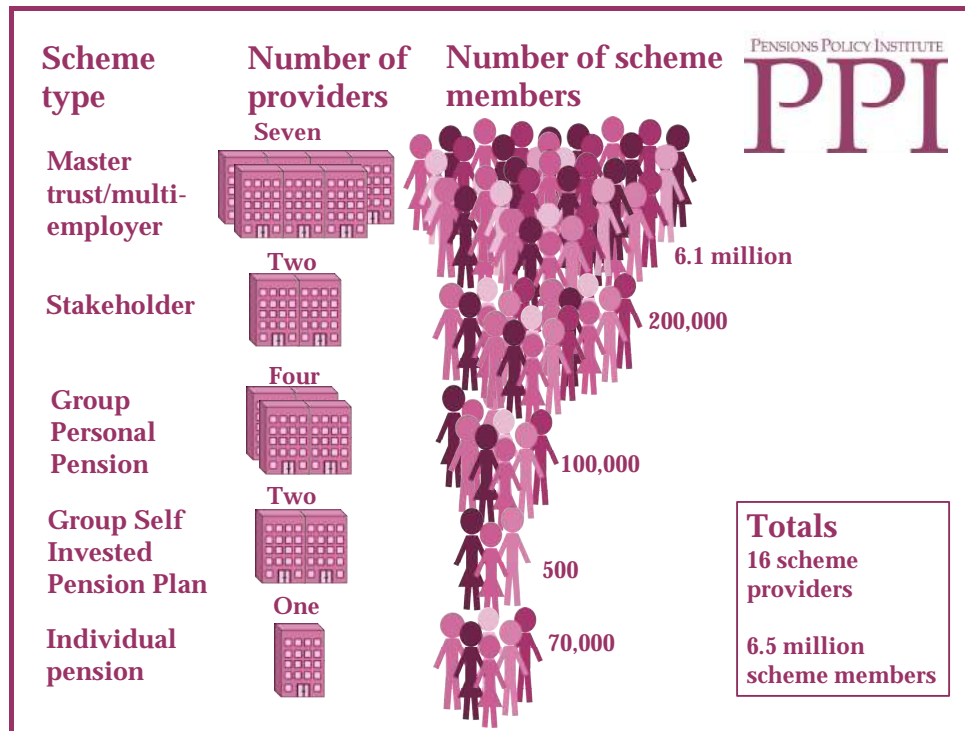 Scheme
type
Number of
providers
Number of scheme
members
PENSIONS POLICY INSTITUTE
PPI
Seven
Master
trust/multi-
employer
6.1 million
Two
Stakeholder
200,000
Four
Group
Personal
Pension
100,000
Two
Group Self
Invested
Pension Plan
500
One
Individual
pension
70,000
Totals
16 scheme
providers
6.5 million
scheme members